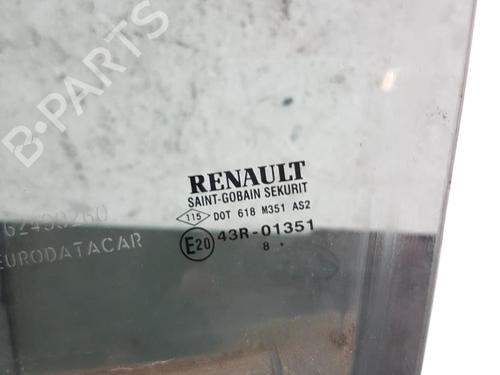 B-PARTS
RENAULT
SAINT-GOBAIN SEKURIT
115 DOT 618 M351 AS2
E20 43R-01351
8 .
EURODATACAR